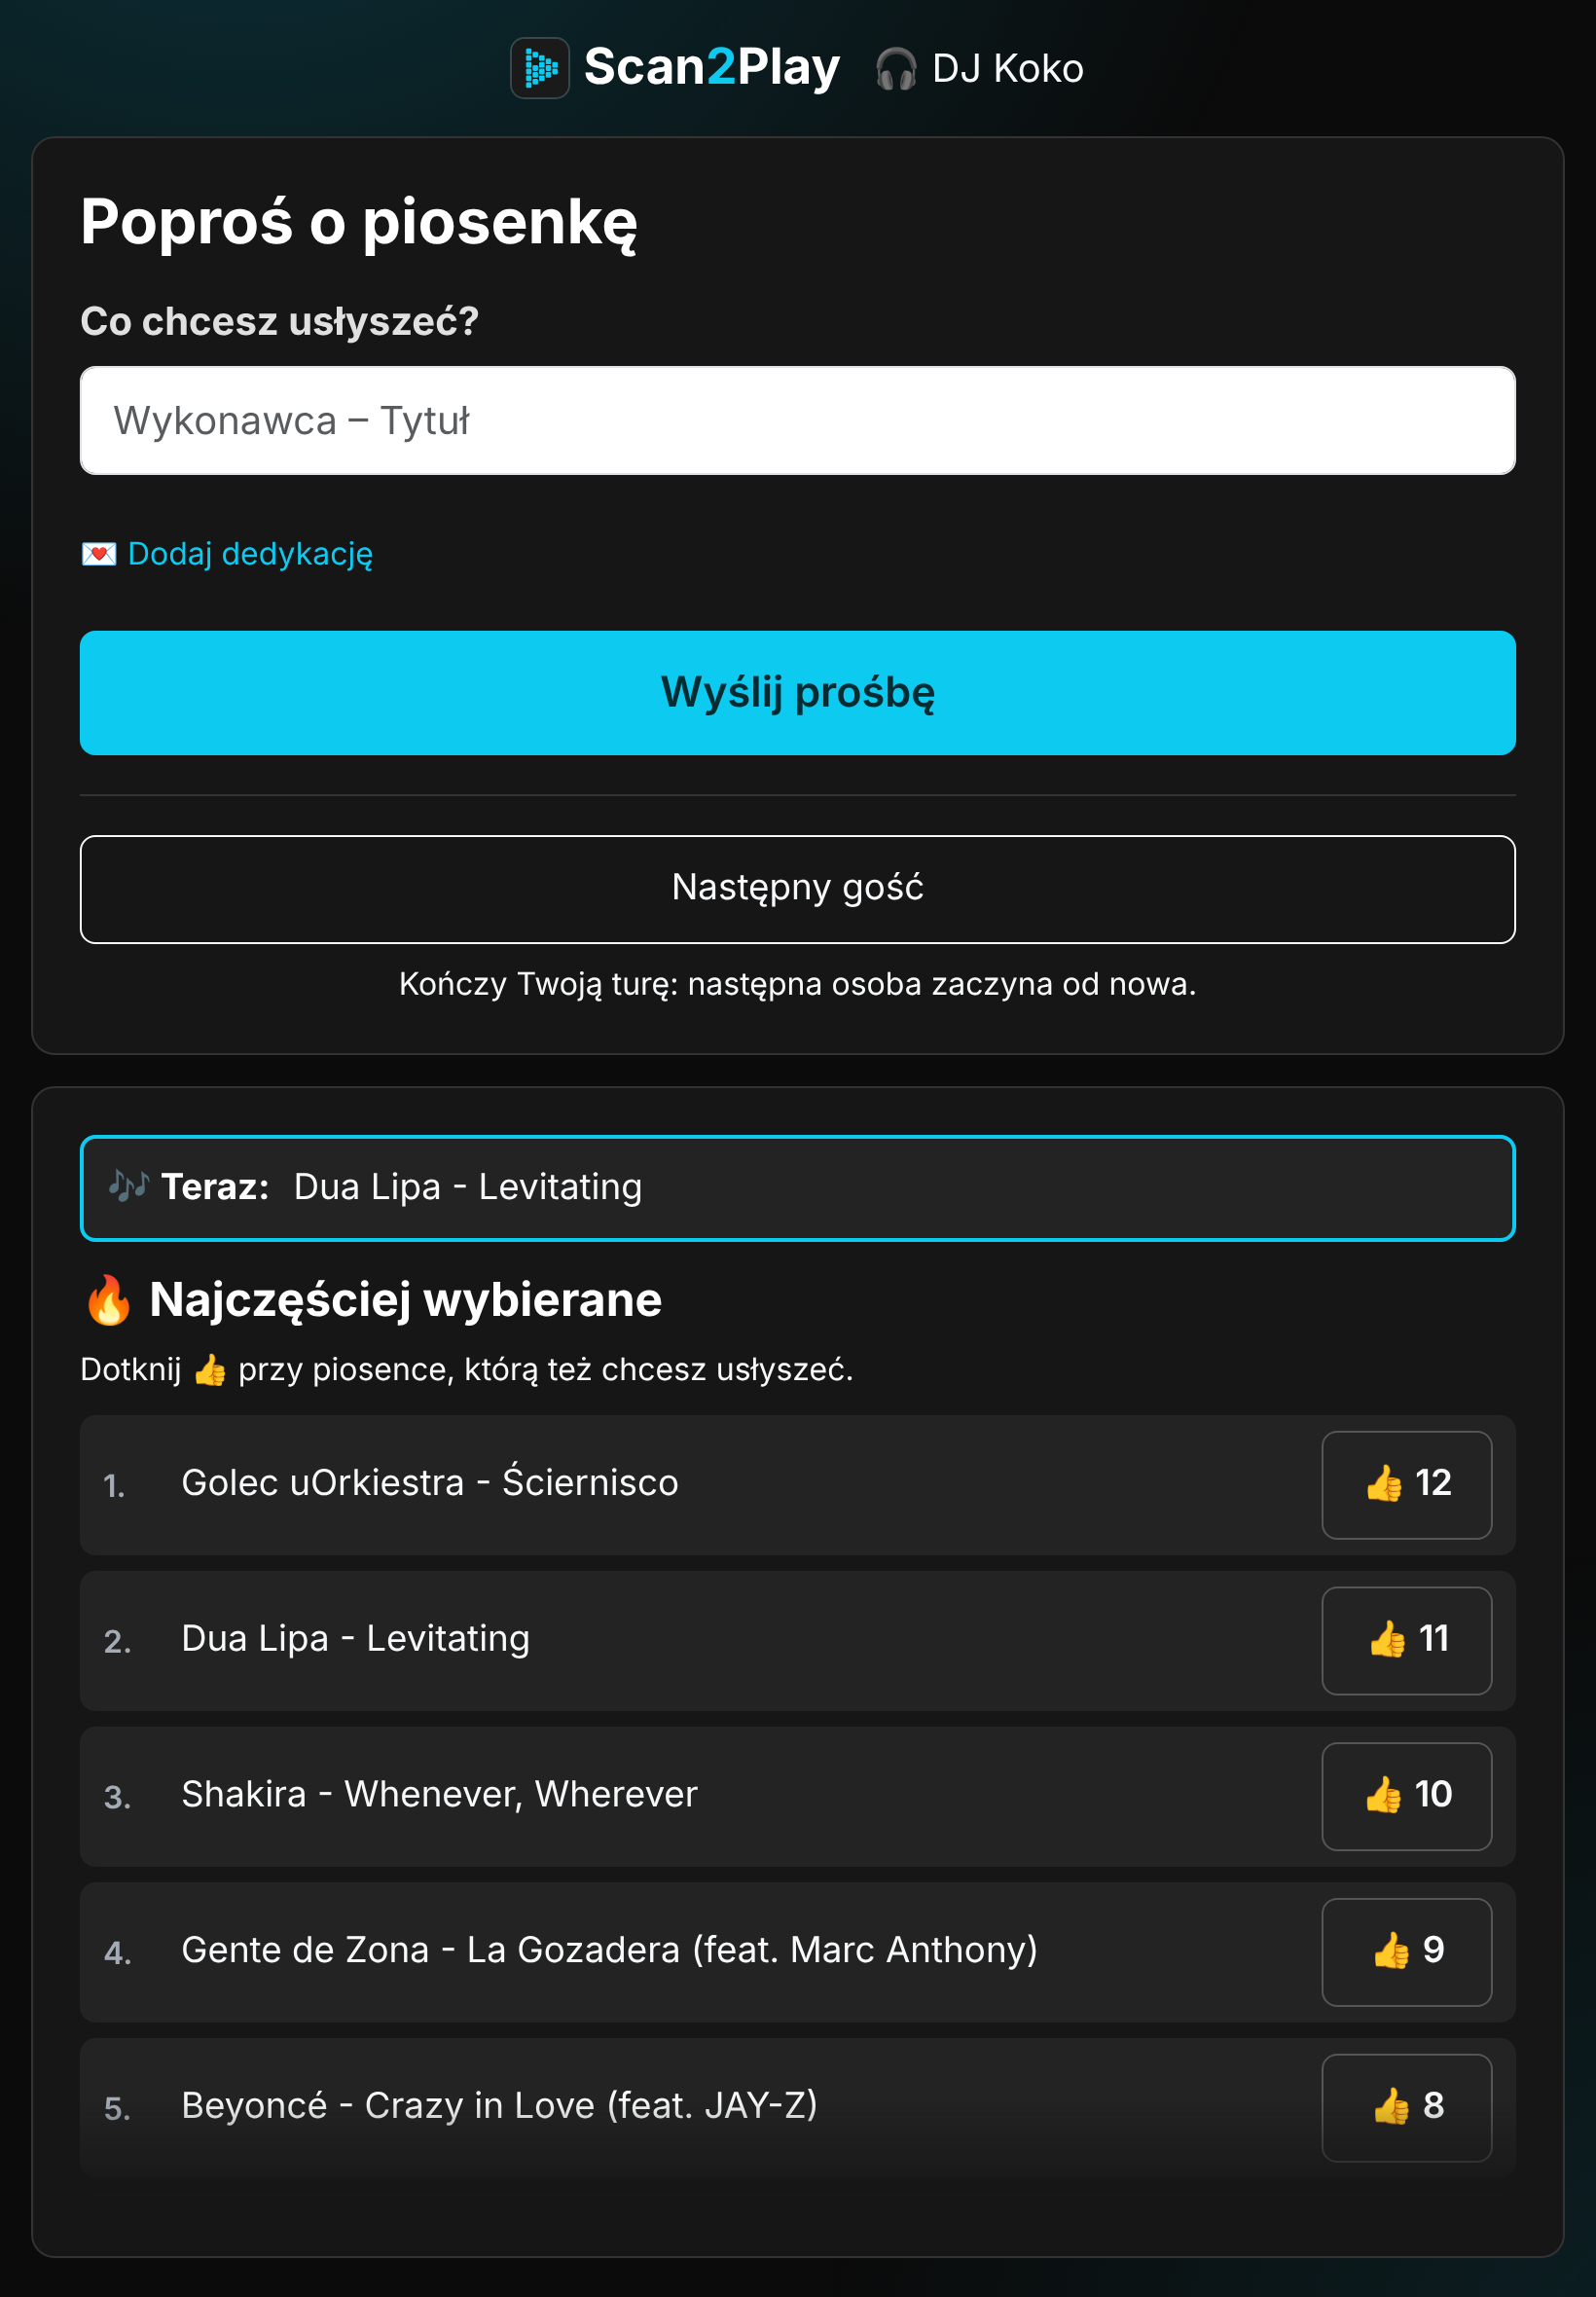 Scan2Play 🎧 DJ Koko
Poproś o piosenkę
Co chcesz usłyszeć?
Wykonawca – Tytuł
💌 Dodaj dedykację
Wyślij prośbę
Następny gość
Kończy Twoją turę: następna osoba zaczyna od nowa.
🎶 Teraz: Dua Lipa - Levitating
🔥 Najczęściej wybierane
Dotknij 👍 przy piosence, którą też chcesz usłyszeć.
1. Golec uOrkiestra - Ściernisco 👍 12
2. Dua Lipa - Levitating 👍 11
3. Shakira - Whenever, Wherever 👍 10
4. Gente de Zona - La Gozadera (feat. Marc Anthony) 👍 9
5. Beyoncé - Crazy in Love (feat. JAY-Z) 👍 8